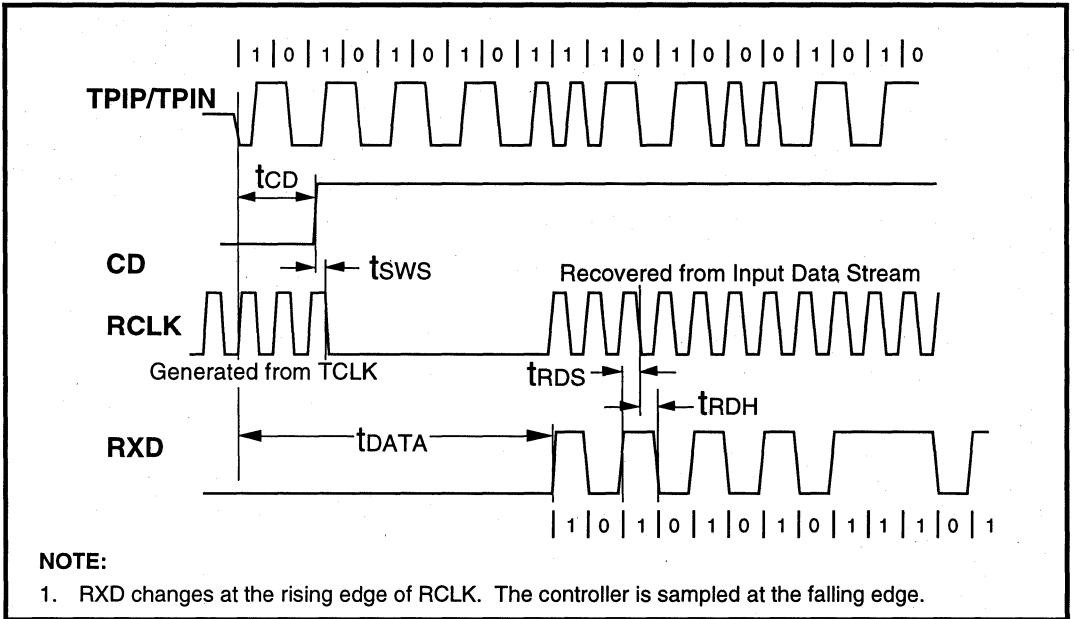 | 1 | 0 | 1 | 0 | 1 | 0 | 1 | 0 | 1 | 1 | 1 | 0 | 1 | 0 | 0 | 0 | 1 | 0 | 1 | 0
TPIP/TPIN
tCD
CD
tSWS
Recovered from Input Data Stream
RCLK
Generated from TCLK
tRDS
tRDH
RXD
tDATA
| 1 | 0 | 1 | 0 | 1 | 0 | 1 | 0 | 1 | 1 | 1 | 0 | 1
NOTE:
1. RXD changes at the rising edge of RCLK. The controller is sampled at the falling edge.